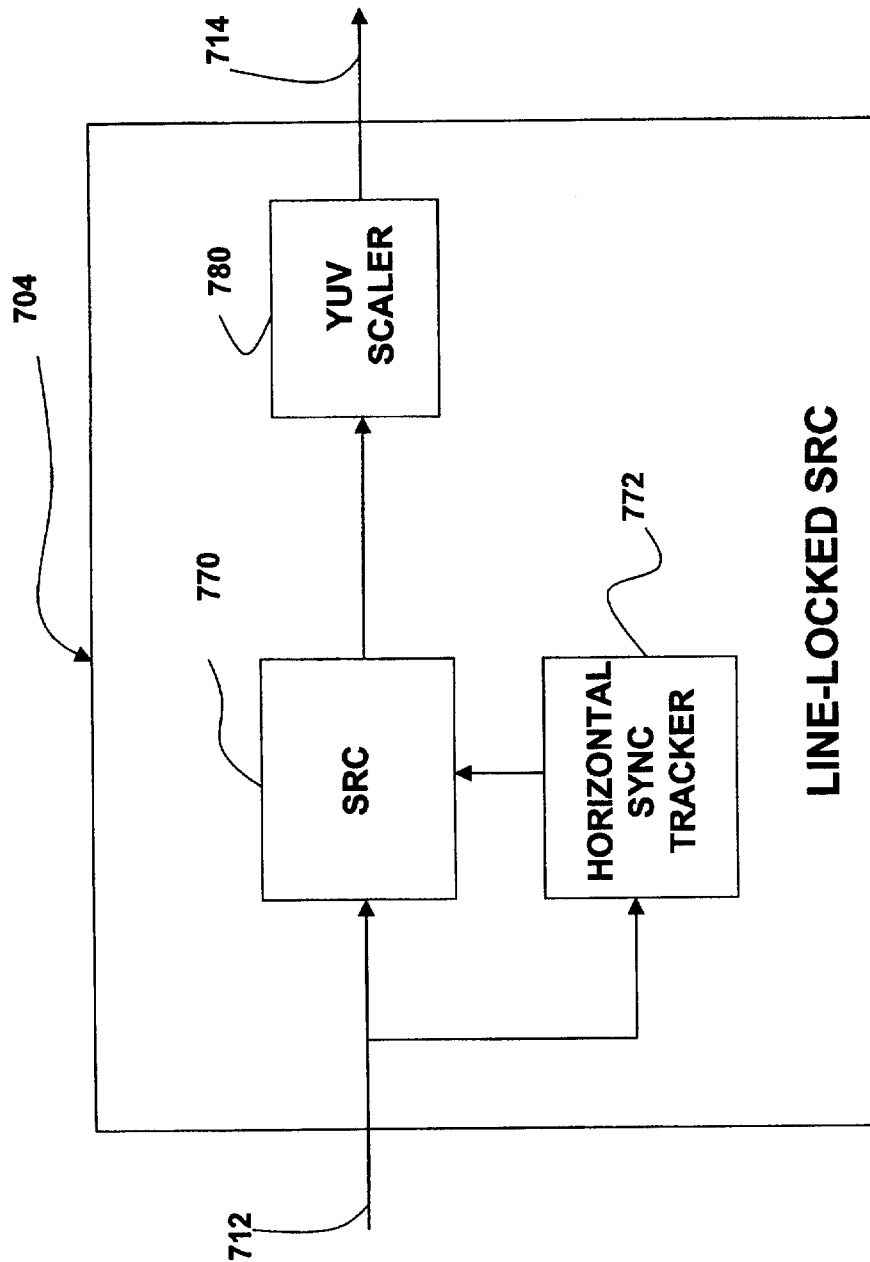 704
714
780
YUV
SCALER
770
SRC
772
HORIZONTAL
SYNC
TRACKER
712
LINE-LOCKED SRC